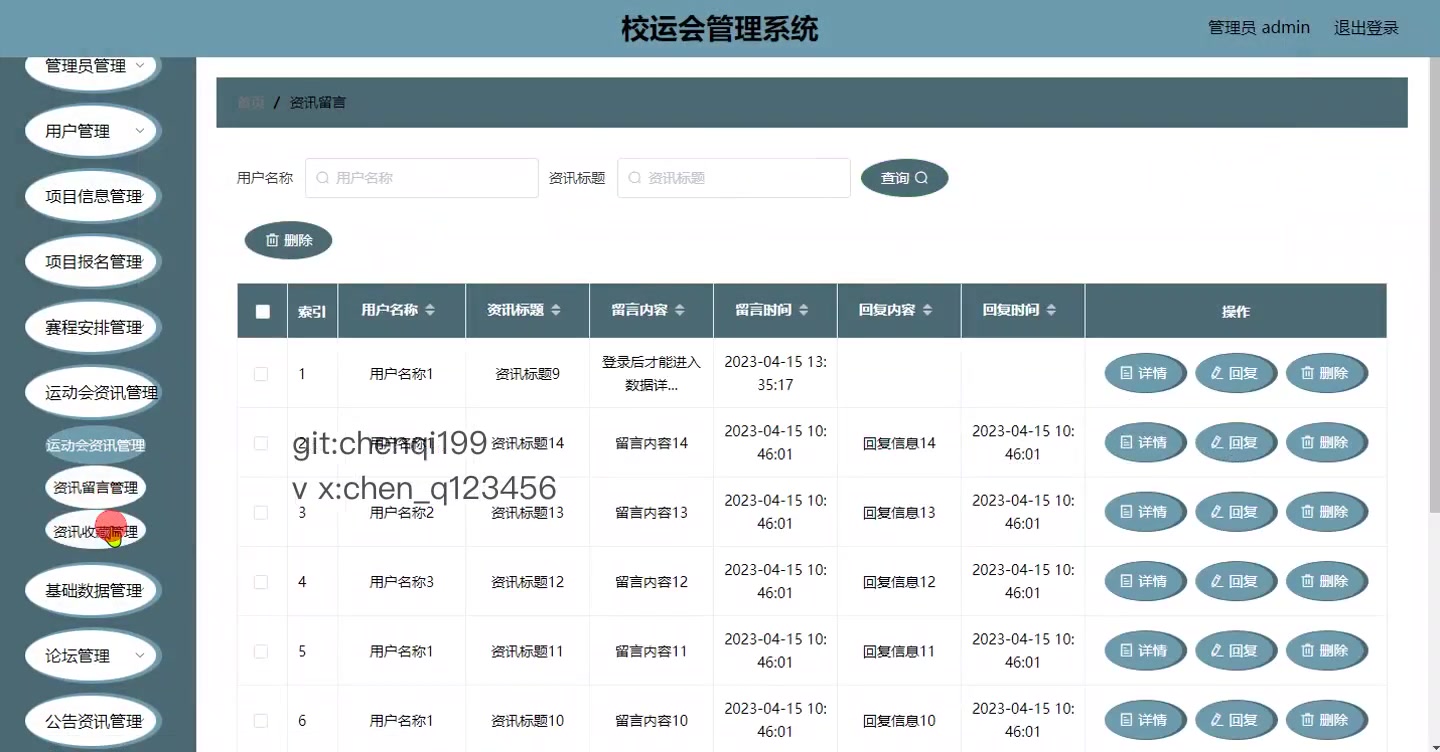 校运会管理系统
管理员 admin
退出登录
管理员管理
用户管理
项目信息管理
项目报名管理
赛程安排管理
运动会资讯管理
运动会资讯管理
资讯留言管理
资讯收藏管理
基础数据管理
论坛管理
公告资讯管理
首页 / 资讯留言
用户名称 用户名称 资讯标题 资讯标题 查询
删除
索引 用户名称 资讯标题 留言内容 留言时间 回复内容 回复时间 操作
1 用户名称1 资讯标题9 登录后才能进入数据详... 2023-04-15 13:35:17 详情 回复 删除
2 用户名称1 资讯标题14 留言内容14 2023-04-15 10:46:01 回复信息14 2023-04-15 10:46:01 详情 回复 删除
git:chenqi199
v x:chen_q123456
3 用户名称2 资讯标题13 留言内容13 2023-04-15 10:46:01 回复信息13 2023-04-15 10:46:01 详情 回复 删除
4 用户名称3 资讯标题12 留言内容12 2023-04-15 10:46:01 回复信息12 2023-04-15 10:46:01 详情 回复 删除
5 用户名称1 资讯标题11 留言内容11 2023-04-15 10:46:01 回复信息11 2023-04-15 10:46:01 详情 回复 删除
6 用户名称1 资讯标题10 留言内容10 2023-04-15 10:46:01 回复信息10 2023-04-15 10:46:01 详情 回复 删除